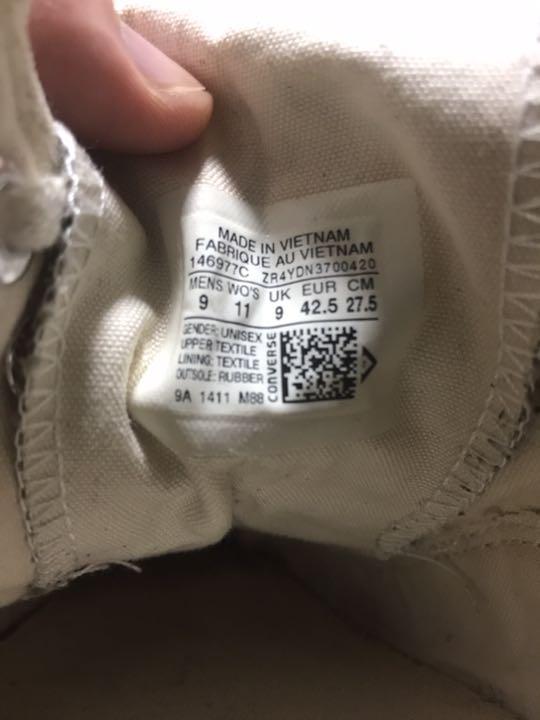 MADE IN VIETNAM
FABRIQUE AU VIETNAM
146977C ZR4YDN3700420
MENS WO'S UK EUR CM
9 11 9 42.5 27.5
GENDER: UNISEX
UPPER TEXTILE
LINING: TEXTILE
OUTSOLE: RUBBER
9A 1411 M88
CONVERSE